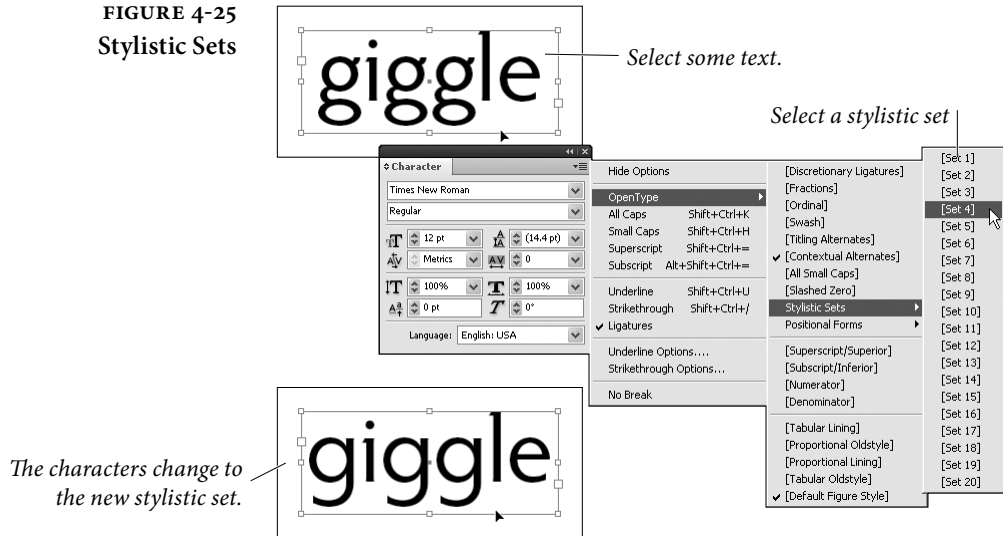 FIGURE 4-25
Stylistic Sets
giggle
Select some text.
Select a stylistic set
Character
Times New Roman
Regular
12 pt
(14.4 pt)
Metrics
0
100%
100%
0 pt
0°
Language: English: USA
Hide Options
OpenType
All Caps Shift+Ctrl+K
Small Caps Shift+Ctrl+H
Superscript Shift+Ctrl+=
Subscript Alt+Shift+Ctrl+=
Underline Shift+Ctrl+U
Strikethrough Shift+Ctrl+/
Ligatures
Underline Options....
Strikethrough Options...
No Break
[Discretionary Ligatures]
[Fractions]
[Ordinal]
[Swash]
[Titling Alternates]
[Contextual Alternates]
[All Small Caps]
[Slashed Zero]
Stylistic Sets
Positional Forms
[Superscript/Superior]
[Subscript/Inferior]
[Numerator]
[Denominator]
[Tabular Lining]
[Proportional Oldstyle]
[Proportional Lining]
[Tabular Oldstyle]
[Default Figure Style]
[Set 1]
[Set 2]
[Set 3]
[Set 4]
[Set 5]
[Set 6]
[Set 7]
[Set 8]
[Set 9]
[Set 10]
[Set 11]
[Set 12]
[Set 13]
[Set 14]
[Set 15]
[Set 16]
[Set 17]
[Set 18]
[Set 19]
[Set 20]
giggle
The characters change to
the new stylistic set.